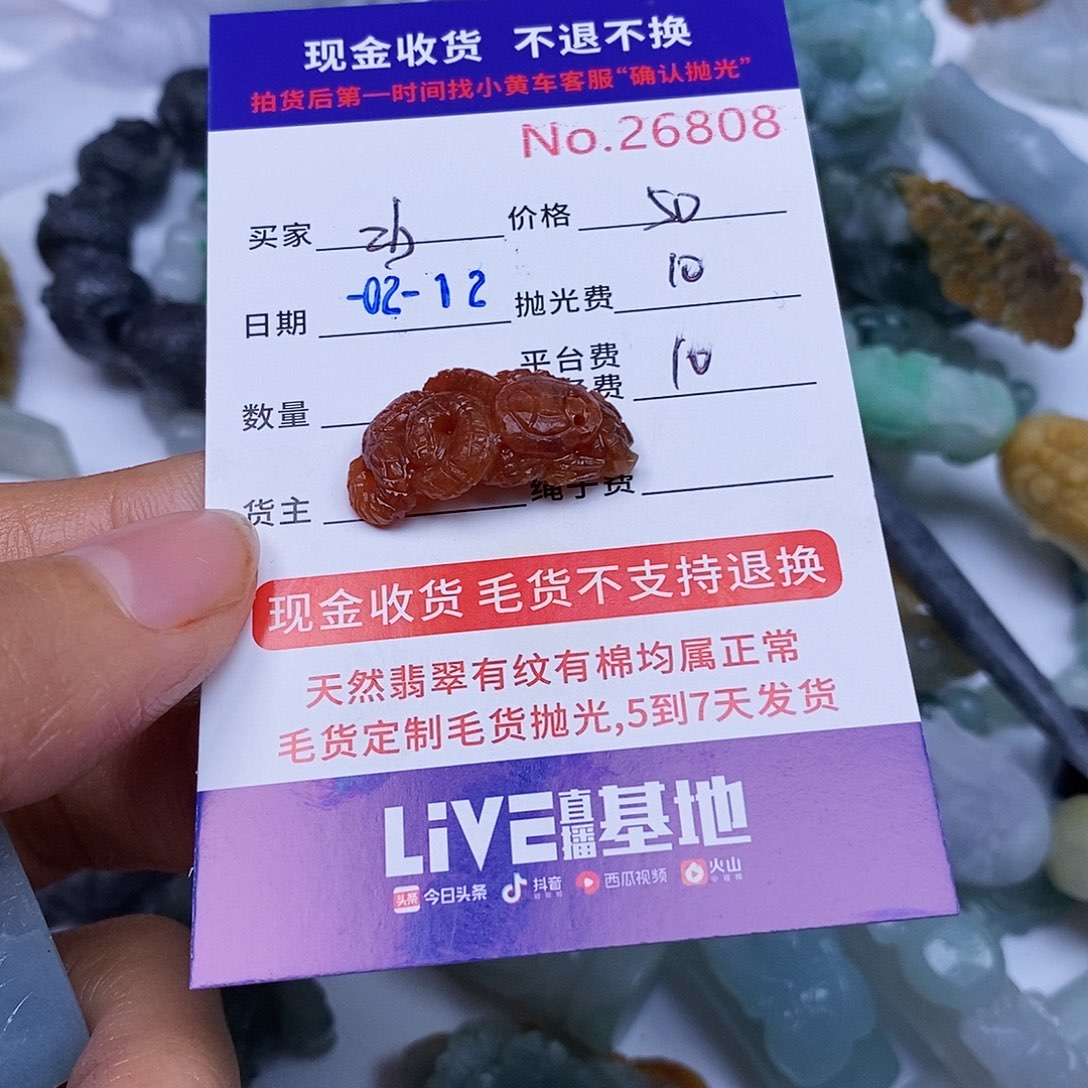 现金收货 不退不换
拍货后第一时间找小黄车客服“确认抛光”
No.26808
买家 zh 价格 50
日期 -02-12 抛光费 10
平台费
务费 10
数量
货主 绳子费
现金收货 毛货不支持退换
天然翡翠有纹有棉均属正常
毛货定制毛货抛光,5到7天发货
LiVE直播基地
头条 今日头条 抖音 西瓜视频 火山